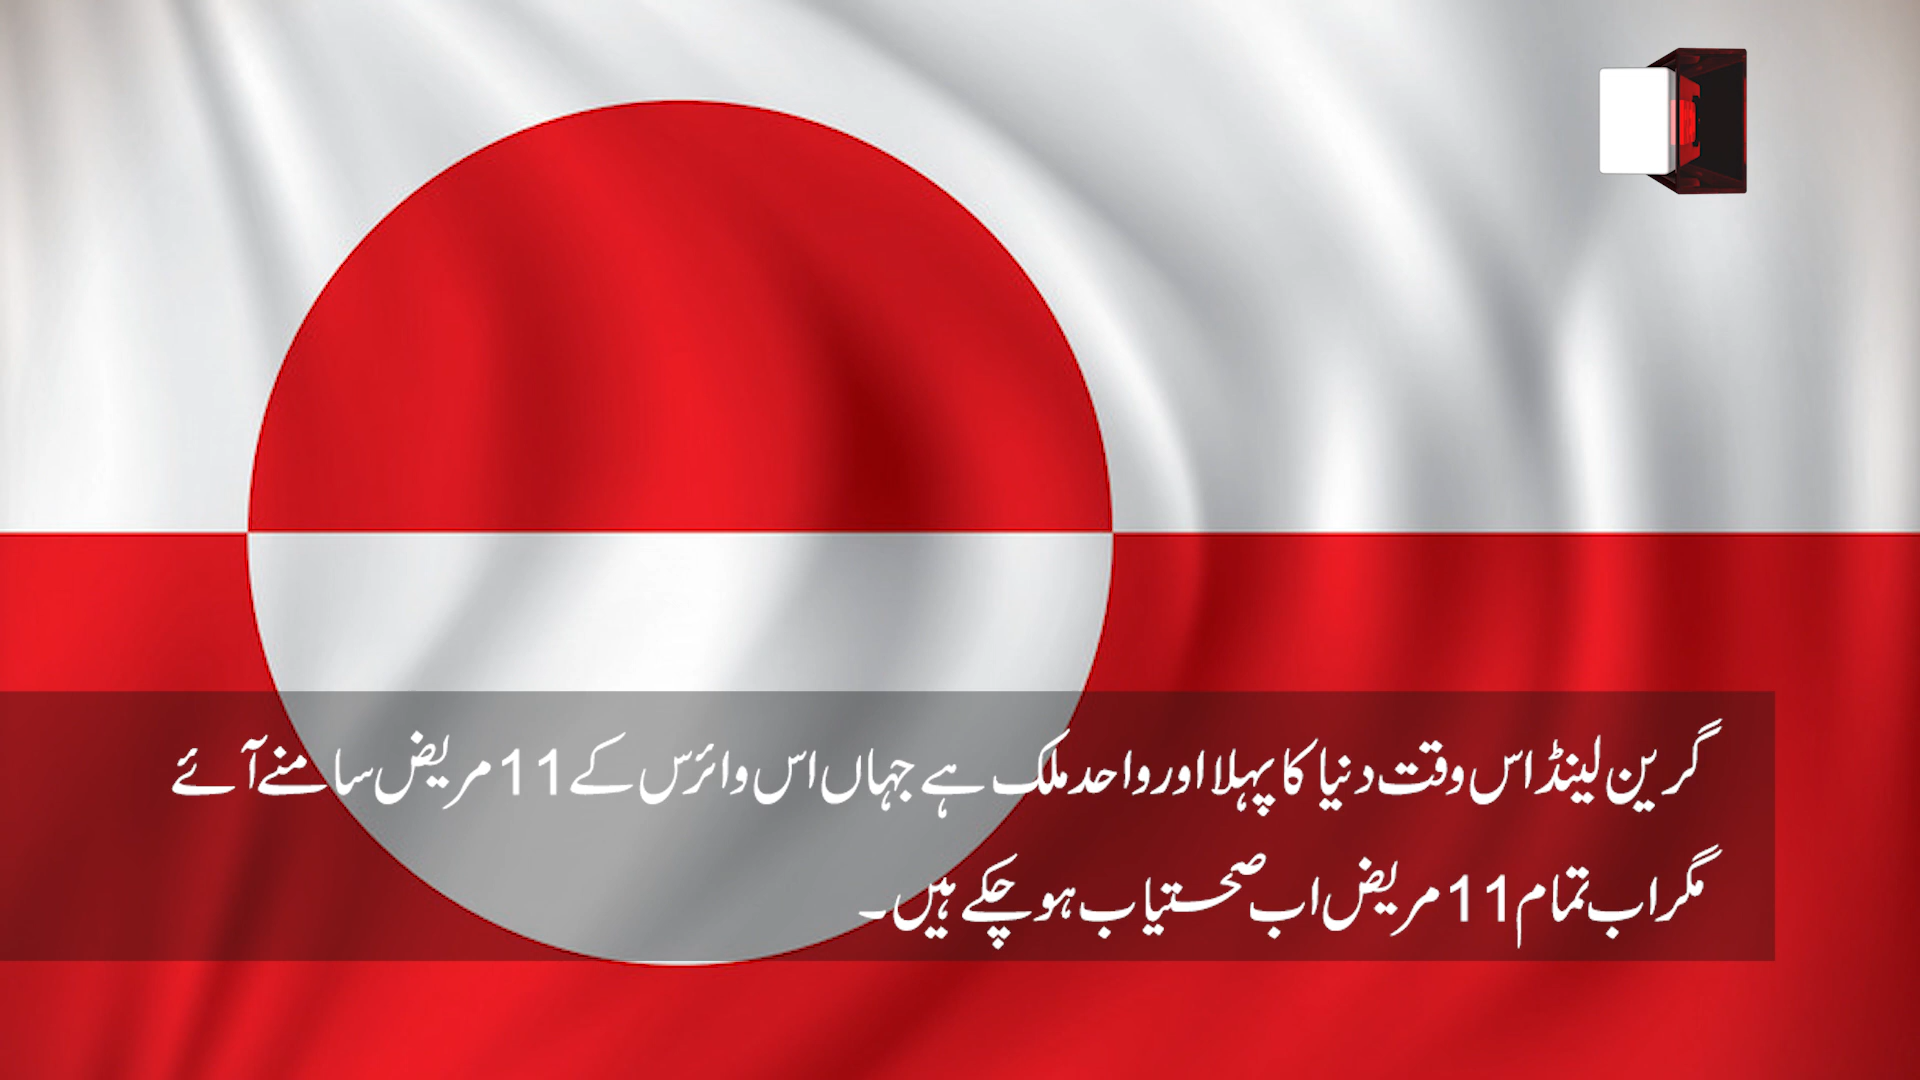 گرین لینڈ اس وقت دنیا کا پہلا اور واحد ملک ہے جہاں اس وائرس کے 11 مریض سامنے آئے
مگر اب تمام 11 مریض اب صحستیاب ہو چکے ہیں۔